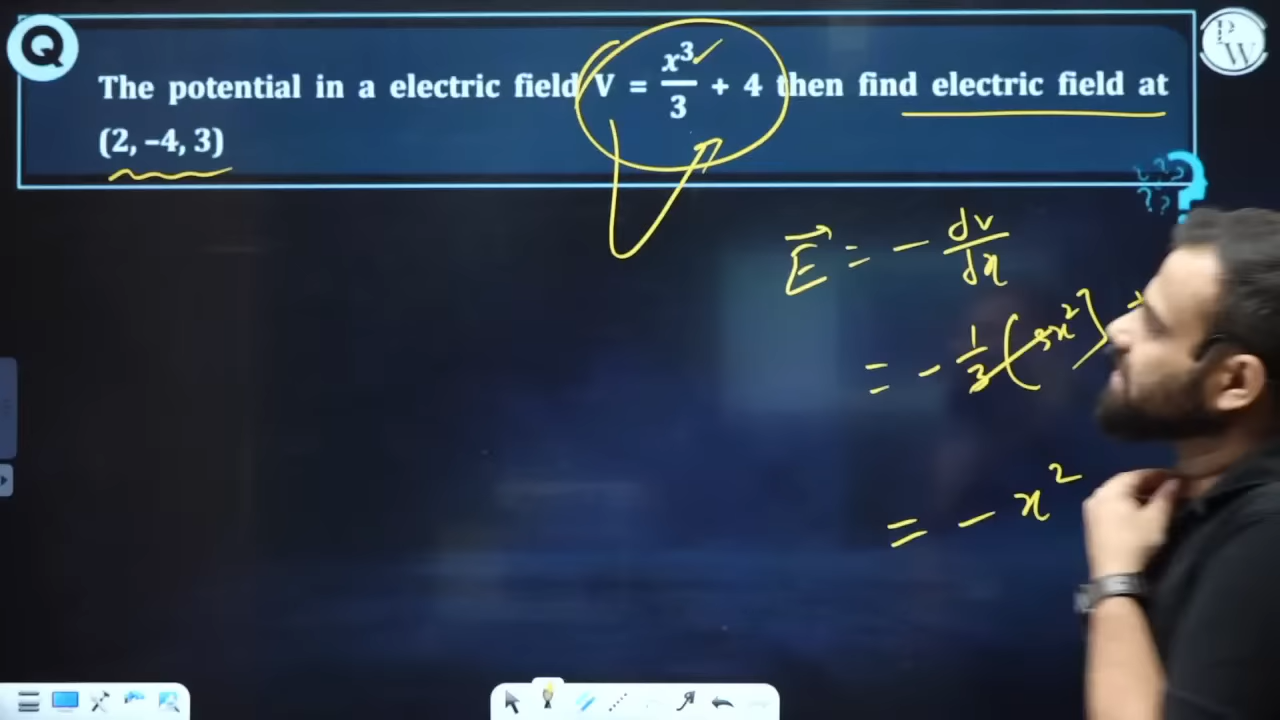 Q
P
W
The potential in a electric field V = x³/3 + 4 then find electric field at
(2, –4, 3)
???
??
E⃗ = - dv/dx
= - 1/3 (3x²) +
= - x²